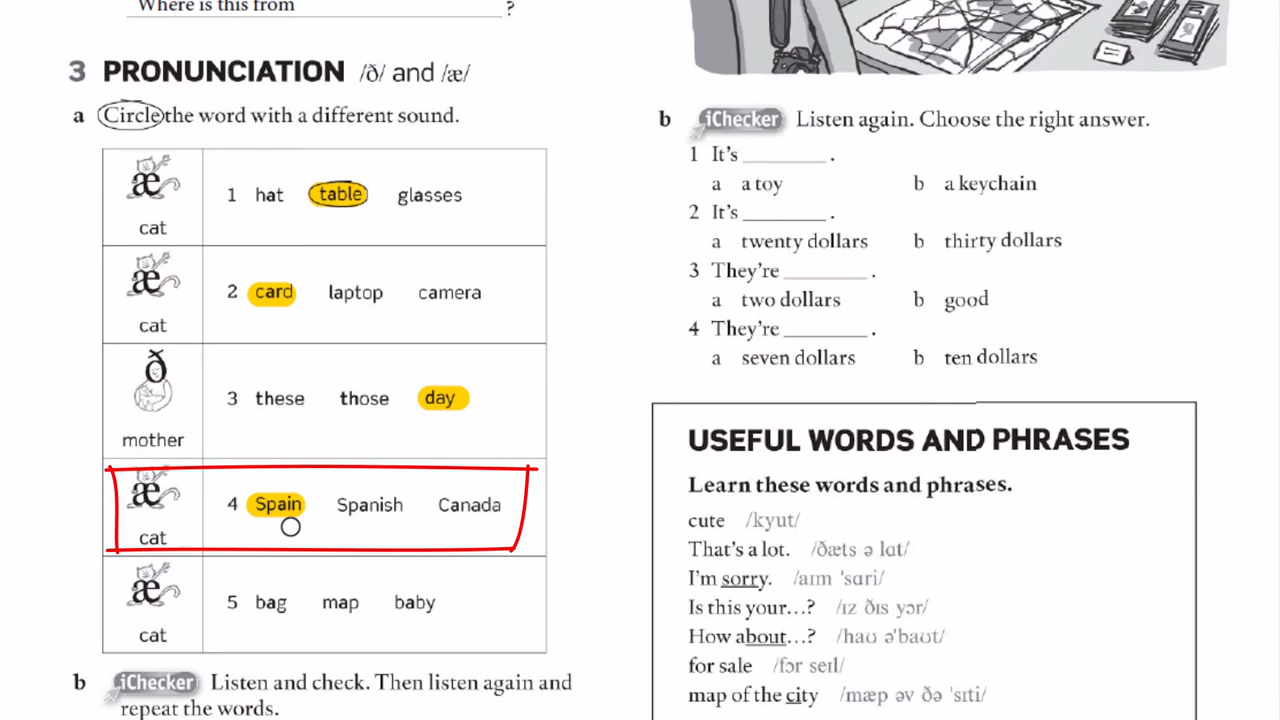 Where is this from ?
3 PRONUNCIATION /ð/ and /æ/
a Circle the word with a different sound.
æ
cat
1 hat table glasses
æ
cat
2 card laptop camera
ð
mother
3 these those day
æ
cat
4 Spain Spanish Canada
æ
cat
5 bag map baby
b iChecker Listen and check. Then listen again and
repeat the words.
b iChecker Listen again. Choose the right answer.
1 It's ________ .
a a toy b a keychain
2 It's ________ .
a twenty dollars b thirty dollars
3 They're ________ .
a two dollars b good
4 They're ________ .
a seven dollars b ten dollars
USEFUL WORDS AND PHRASES
Learn these words and phrases.
cute /kyut/
That's a lot. /ðæts ə lɑt/
I'm sorry. /aɪm ˈsɑri/
Is this your…? /ɪz ðɪs yɔr/
How about…? /haʊ əˈbaʊt/
for sale /fɔr seɪl/
map of the city /mæp əv ðə ˈsɪti/